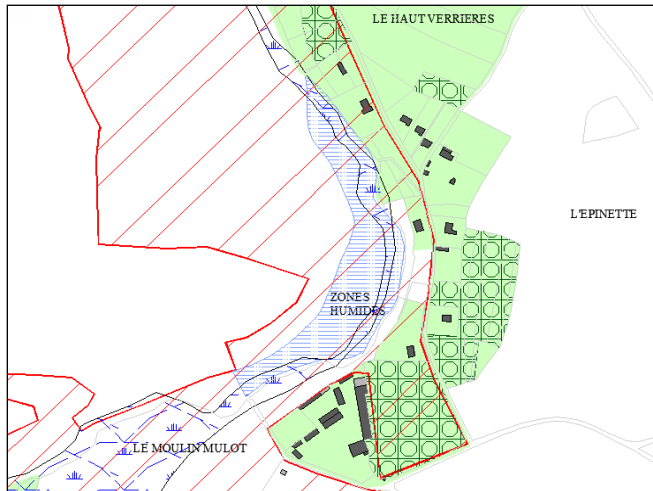 LE HAUT VERRIERES
L'EPINETTE
ZONES
HUMIDES
LE MOULIN MULOT